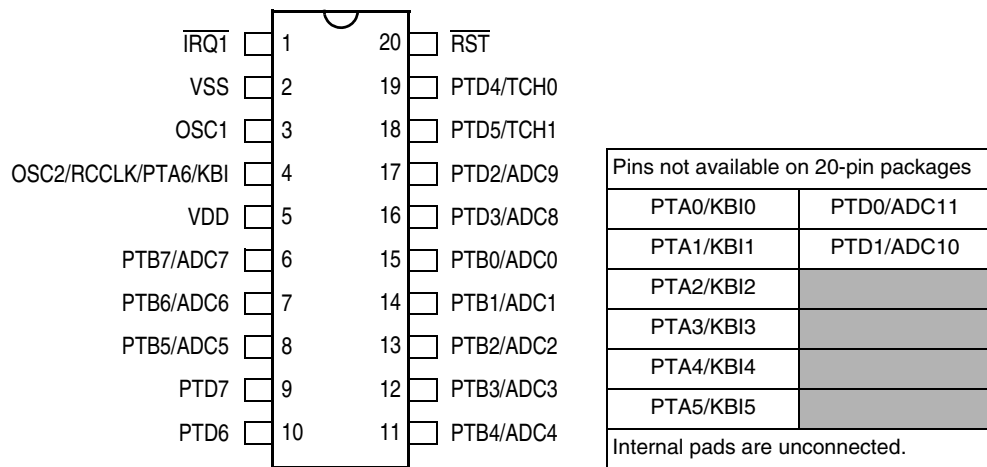 IRQ1 1 20 RST
VSS 2 19 PTD4/TCH0
OSC1 3 18 PTD5/TCH1
OSC2/RCCLK/PTA6/KBI 4 17 PTD2/ADC9
VDD 5 16 PTD3/ADC8
PTB7/ADC7 6 15 PTB0/ADC0
PTB6/ADC6 7 14 PTB1/ADC1
PTB5/ADC5 8 13 PTB2/ADC2
PTD7 9 12 PTB3/ADC3
PTD6 10 11 PTB4/ADC4
Pins not available on 20-pin packages
PTA0/KBI0 PTD0/ADC11
PTA1/KBI1 PTD1/ADC10
PTA2/KBI2
PTA3/KBI3
PTA4/KBI4
PTA5/KBI5
Internal pads are unconnected.